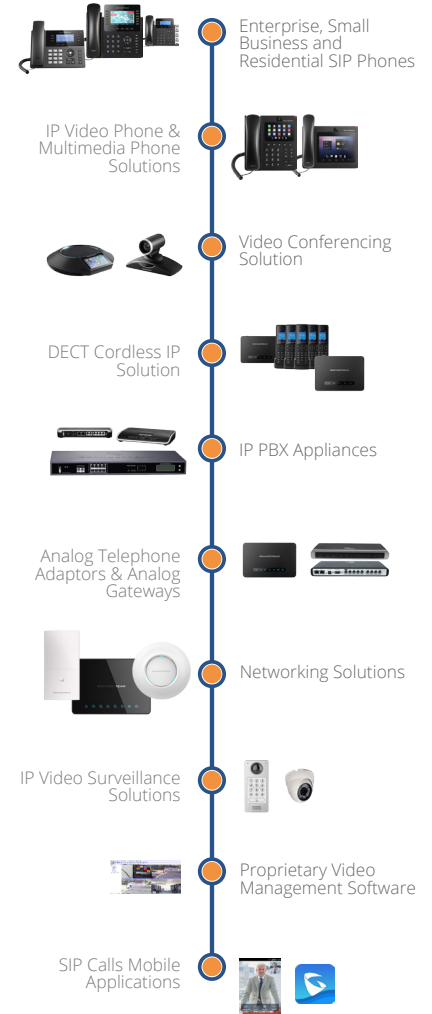 Enterprise, Small
Business and
Residential SIP Phones
IP Video Phone &
Multimedia Phone
Solutions
Video Conferencing
Solution
DECT Cordless IP
Solution
IP PBX Appliances
Analog Telephone
Adaptors & Analog
Gateways
Networking Solutions
IP Video Surveillance
Solutions
Proprietary Video
Management Software
SIP Calls Mobile
Applications